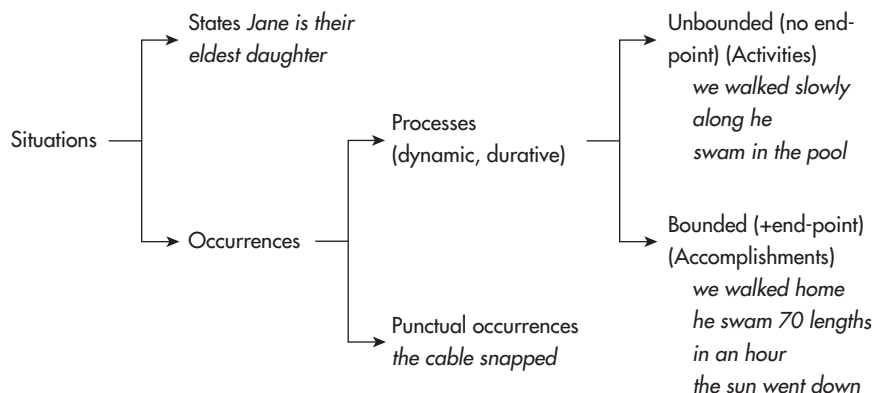 States Jane is their
eldest daughter
Situations
Occurrences
Processes
(dynamic, durative)
Punctual occurrences
the cable snapped
Unbounded (no end-
point) (Activities)
we walked slowly
along he
swam in the pool
Bounded (+end-point)
(Accomplishments)
we walked home
he swam 70 lengths
in an hour
the sun went down